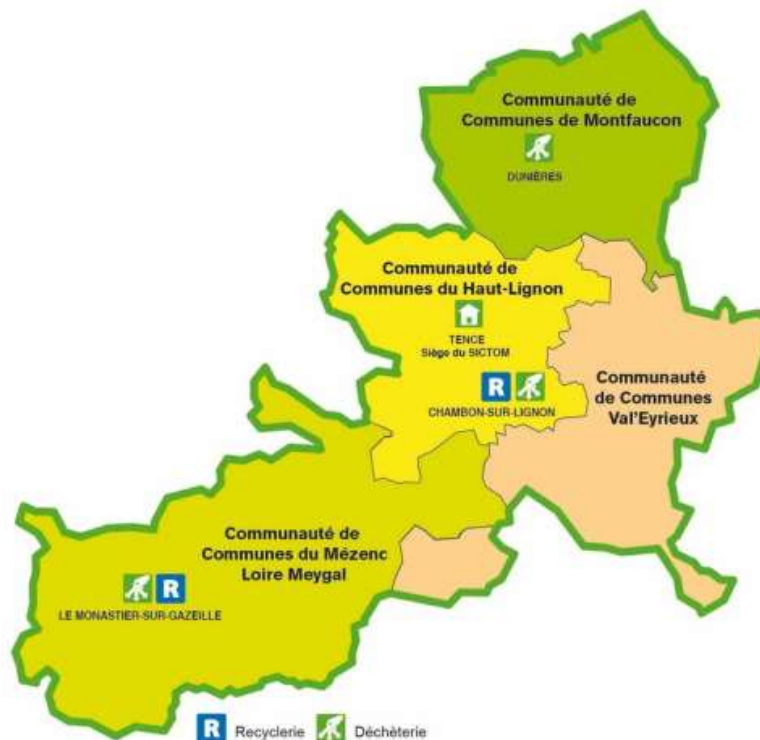 Communauté de
Communes de Montfaucon
DUNIÈRES
Communauté de
Communes du Haut-Lignon
TENCE
Siège du SICTOM
R
CHAMBON-SUR-LIGNON
Communauté
de Communes
Val'Eyrieux
Communauté de
Communes du Mézenc
Loire Meygal
R
LE MONASTIER-SUR-GAZEILLE
R Recyclerie Déchèterie